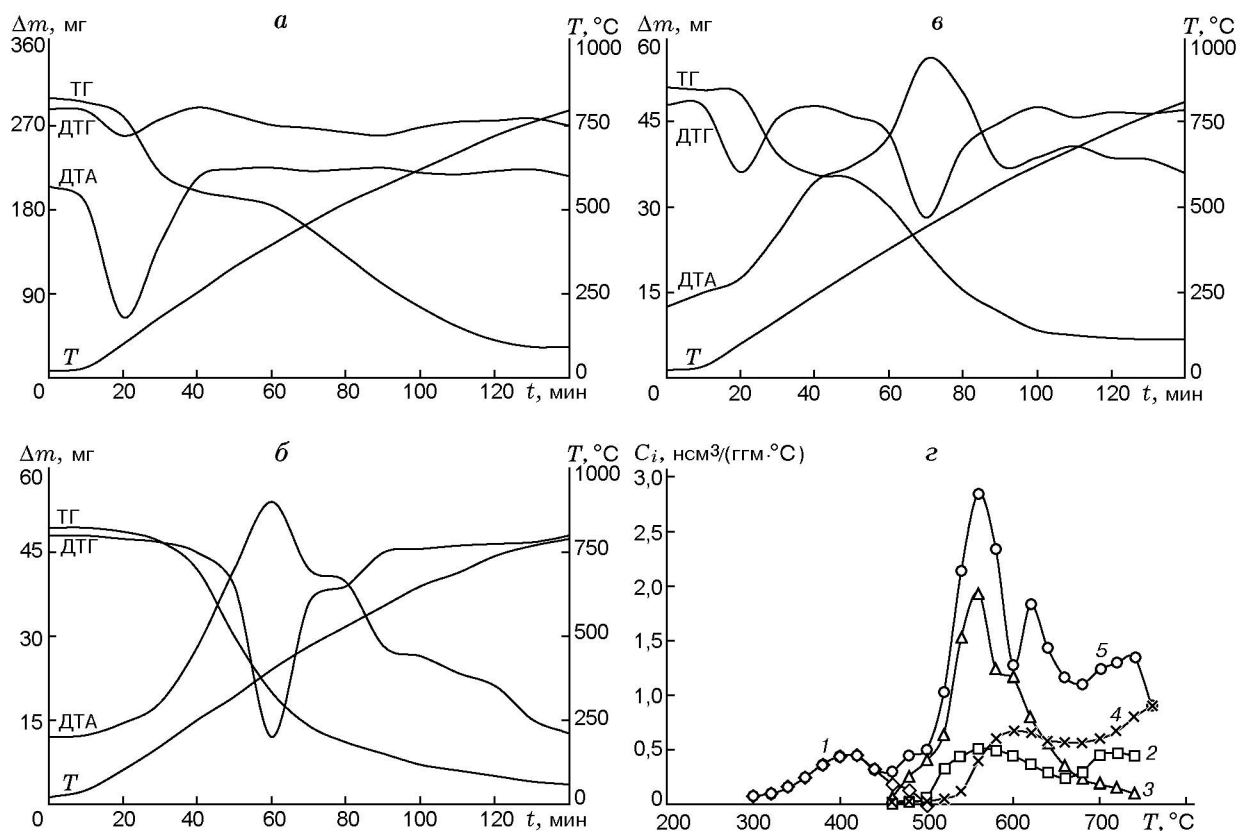 а
Δm, мг
T, °C
360
270
180
90
0
1000
750
500
250
0
ТГ
ДТГ
ДТА
T
20 40 60 80 100 120 t, мин
в
Δm, мг
T, °C
60
45
30
15
0
1000
750
500
250
0
ТГ
ДТГ
ДТА
T
20 40 60 80 100 120 t, мин
б
Δm, мг
T, °C
60
45
30
15
0
1000
750
500
250
0
ТГ
ДТГ
ДТА
T
20 40 60 80 100 120 t, мин
г
C_i, нсм³/(ггм·°C)
3,0
2,5
2,0
1,5
1,0
0,5
0
1
5
4
2
3
200 300 400 500 600 700 T, °C